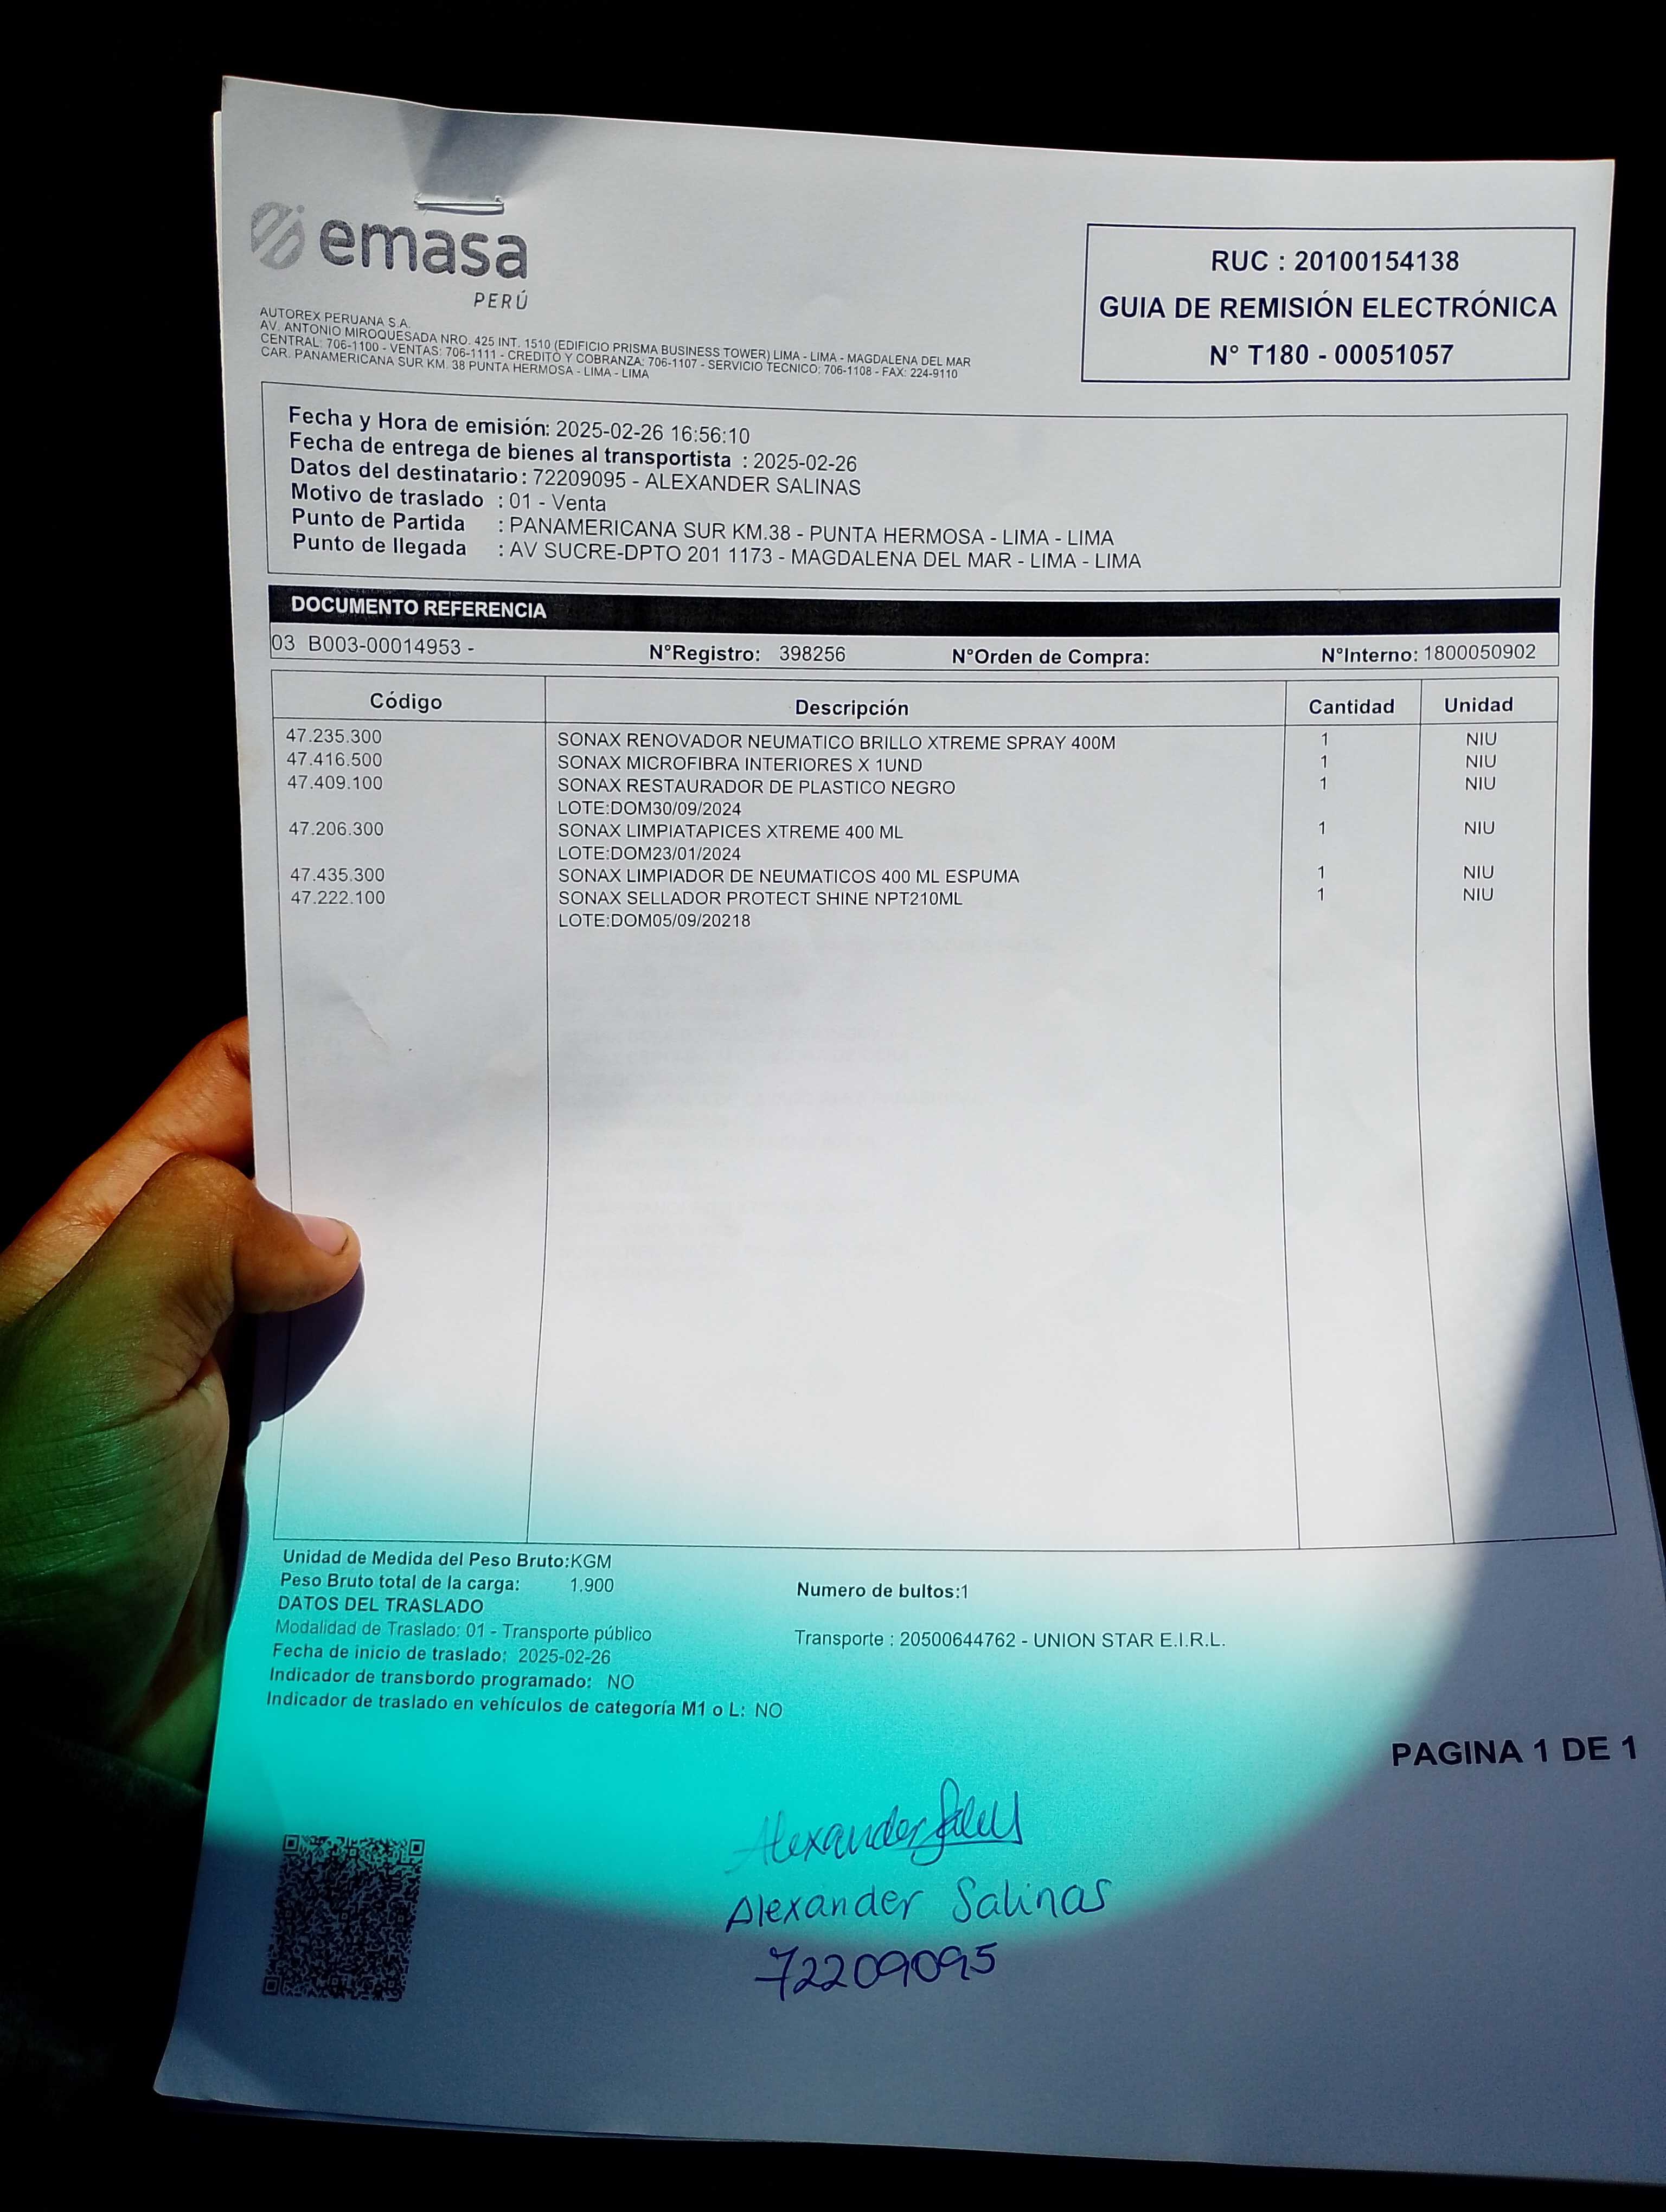 emasa
PERÚ
AUTOREX PERUANA S.A.
AV. ANTONIO MIROQUESADA NRO. 425 INT. 1510 (EDIFICIO PRISMA BUSINESS TOWER) LIMA - LIMA - MAGDALENA DEL MAR
CENTRAL: 706-1100 - VENTAS: 706-1111 - CREDITO Y COBRANZA: 706-1107 - SERVICIO TECNICO: 706-1108 - FAX: 224-9110
CAR. PANAMERICANA SUR KM. 38 PUNTA HERMOSA - LIMA - LIMA
RUC : 20100154138
GUIA DE REMISIÓN ELECTRÓNICA
N° T180 - 00051057
Fecha y Hora de emisión: 2025-02-26 16:56:10
Fecha de entrega de bienes al transportista : 2025-02-26
Datos del destinatario : 72209095 - ALEXANDER SALINAS
Motivo de traslado : 01 - Venta
Punto de Partida : PANAMERICANA SUR KM.38 - PUNTA HERMOSA - LIMA - LIMA
Punto de llegada : AV SUCRE-DPTO 201 1173 - MAGDALENA DEL MAR - LIMA - LIMA
DOCUMENTO REFERENCIA
03 B003-00014953 - N°Registro: 398256 N°Orden de Compra: N°Interno: 1800050902
Código Descripción Cantidad Unidad
47.235.300 SONAX RENOVADOR NEUMATICO BRILLO XTREME SPRAY 400M 1 NIU
47.416.500 SONAX MICROFIBRA INTERIORES X 1UND 1 NIU
47.409.100 SONAX RESTAURADOR DE PLASTICO NEGRO 1 NIU
LOTE:DOM30/09/2024
47.206.300 SONAX LIMPIATAPICES XTREME 400 ML 1 NIU
LOTE:DOM23/01/2024
47.435.300 SONAX LIMPIADOR DE NEUMATICOS 400 ML ESPUMA 1 NIU
47.222.100 SONAX SELLADOR PROTECT SHINE NPT210ML 1 NIU
LOTE:DOM05/09/20218
Unidad de Medida del Peso Bruto:KGM
Peso Bruto total de la carga: 1.900 Numero de bultos:1
DATOS DEL TRASLADO
Modalidad de Traslado: 01 - Transporte público Transporte : 20500644762 - UNION STAR E.I.R.L.
Fecha de inicio de traslado: 2025-02-26
Indicador de transbordo programado: NO
Indicador de traslado en vehículos de categoría M1 o L: NO
PAGINA 1 DE 1
Alexander
Alexander Salinas
72209095